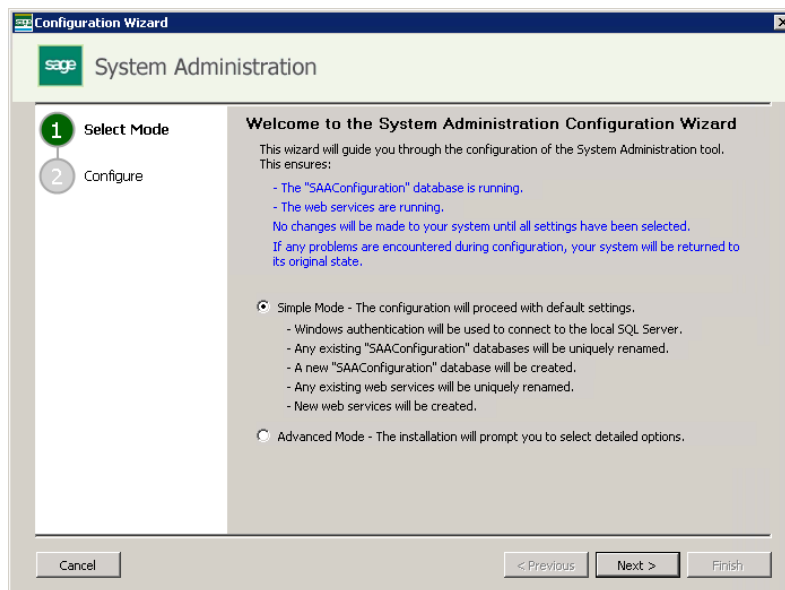 Configuration Wizard
sage System Administration
1 Select Mode
2 Configure
Welcome to the System Administration Configuration Wizard
This wizard will guide you through the configuration of the System Administration tool.
This ensures:
- The "SAAConfiguration" database is running.
- The web services are running.
No changes will be made to your system until all settings have been selected.
If any problems are encountered during configuration, your system will be returned to
its original state.
Simple Mode - The configuration will proceed with default settings.
- Windows authentication will be used to connect to the local SQL Server.
- Any existing "SAAConfiguration" databases will be uniquely renamed.
- A new "SAAConfiguration" database will be created.
- Any existing web services will be uniquely renamed.
- New web services will be created.
Advanced Mode - The installation will prompt you to select detailed options.
Cancel
< Previous
Next >
Finish